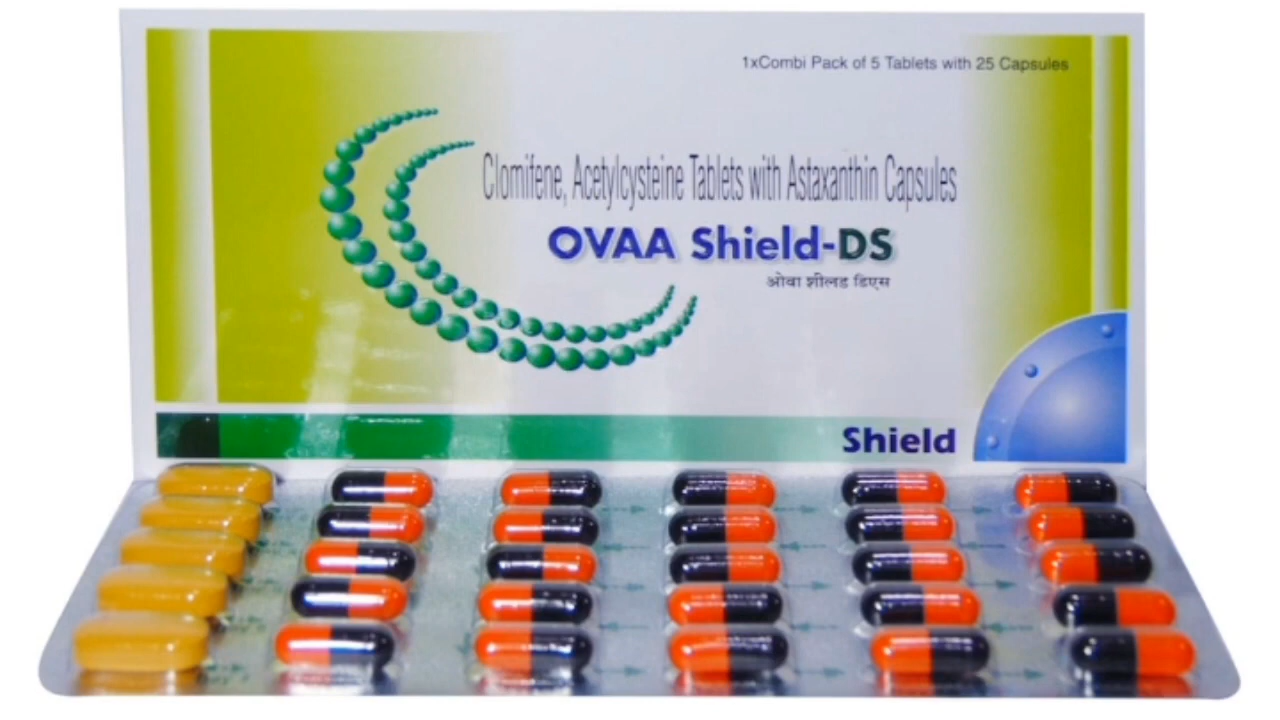 1xCombi Pack of 5 Tablets with 25 Capsules
Clomifene, Acetylcysteine Tablets with Astaxanthin Capsules
OVAA Shield-DS
ओवा शीलड डिएस
Shield